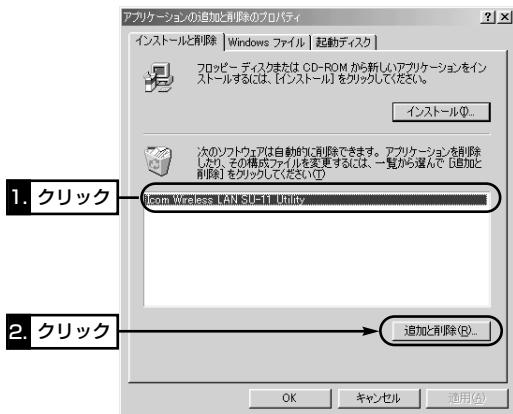 アプリケーションの追加と削除のプロパティ
インストールと削除
Windows ファイル
起動ディスク
フロッピー ディスクまたは CD-ROM から新しいアプリケーションをイン
ストールするには、[インストール] をクリックしてください。
インストール(I)...
次のソフトウェアは自動的に削除できます。アプリケーションを削除
したり、その構成ファイルを変更するには、一覧から選んで [追加と
削除] をクリックしてください(T)
1. クリック
Icom Wireless LAN SU-11 Utility
2. クリック
追加と削除(R)...
OK
キャンセル
適用(A)